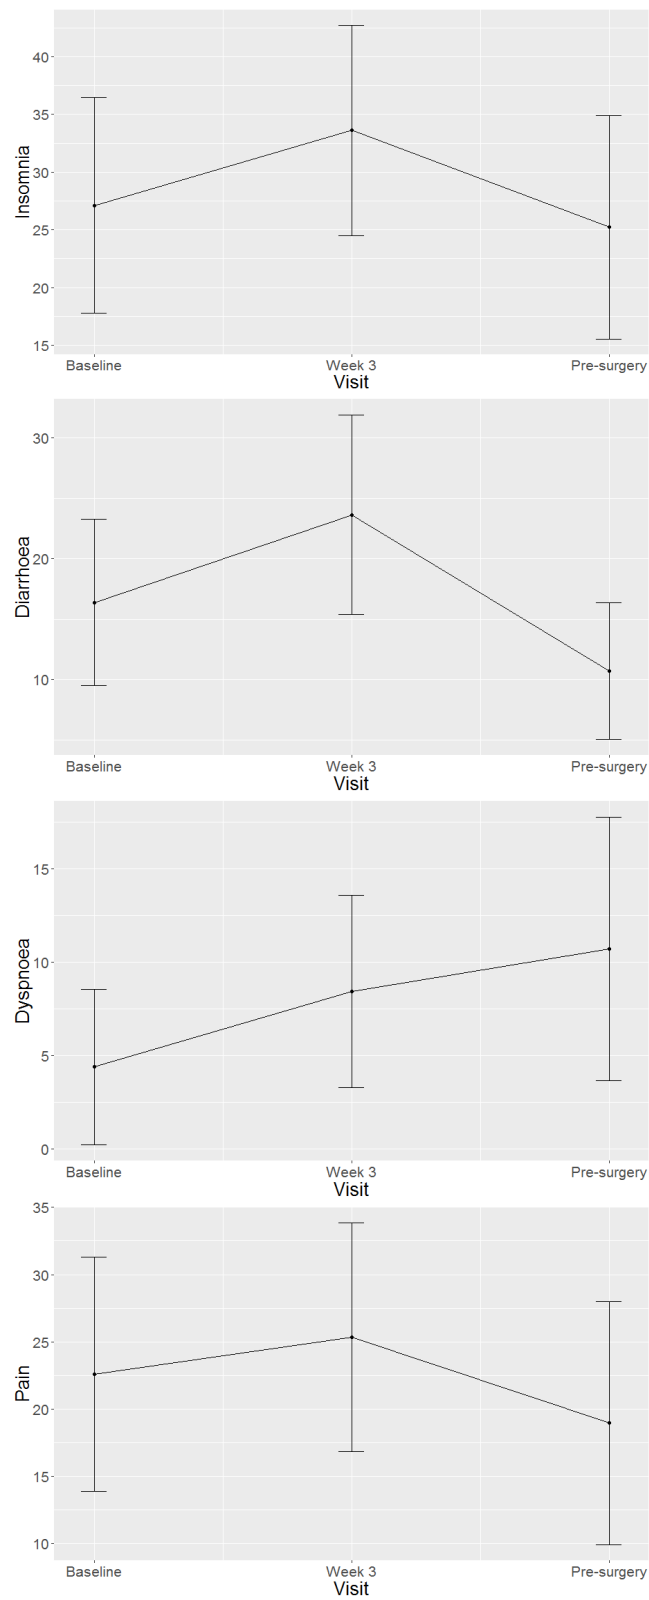 Insomnia
40
35
30
25
20
15
Baseline Week 3 Pre-surgery
Visit
Diarrhoea
30
20
10
Baseline Week 3 Pre-surgery
Visit
Dyspnoea
15
10
5
0
Baseline Week 3 Pre-surgery
Visit
Pain
35
30
25
20
15
10
Baseline Week 3 Pre-surgery
Visit